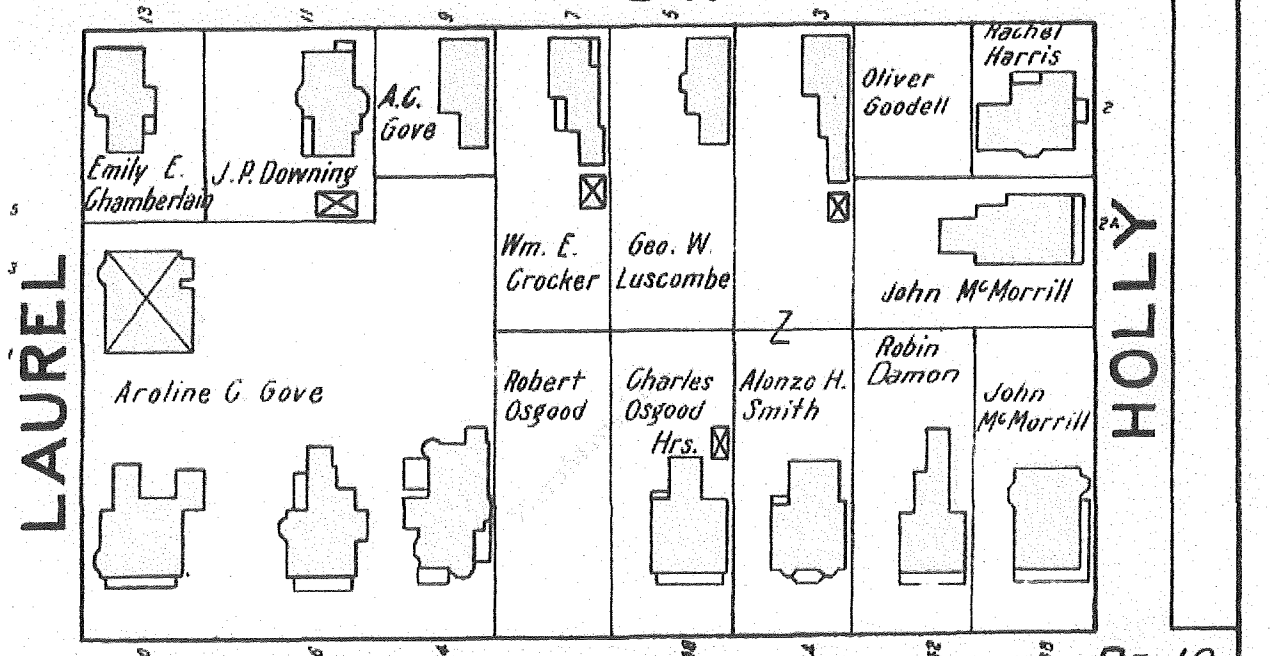 13
11
9
7
5
3
Emily E.
Chamberlain
J.P. Downing
A.C.
Gove
Wm. E.
Crocker
Geo. W.
Luscombe
Oliver
Goodell
Rachel
Harris
2
2A
John McMorrill
5
3
1
LAUREL
HOLLY
Aroline C Gove
Robert
Osgood
Charles
Osgood
Hrs.
Alonzo H.
Smith
Robin
Damon
John
McMorrill